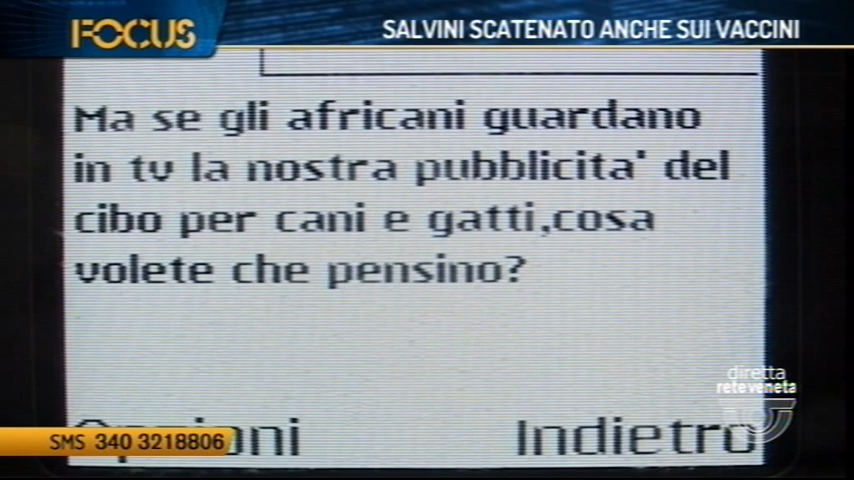 FOCUS
SALVINI SCATENATO ANCHE SUI VACCINI
Ma se gli africani guardano
in tv la nostra pubblicita' del
cibo per cani e gatti,cosa
volete che pensino?
diretta
reteveneta
Indietro
SMS 340 3218806